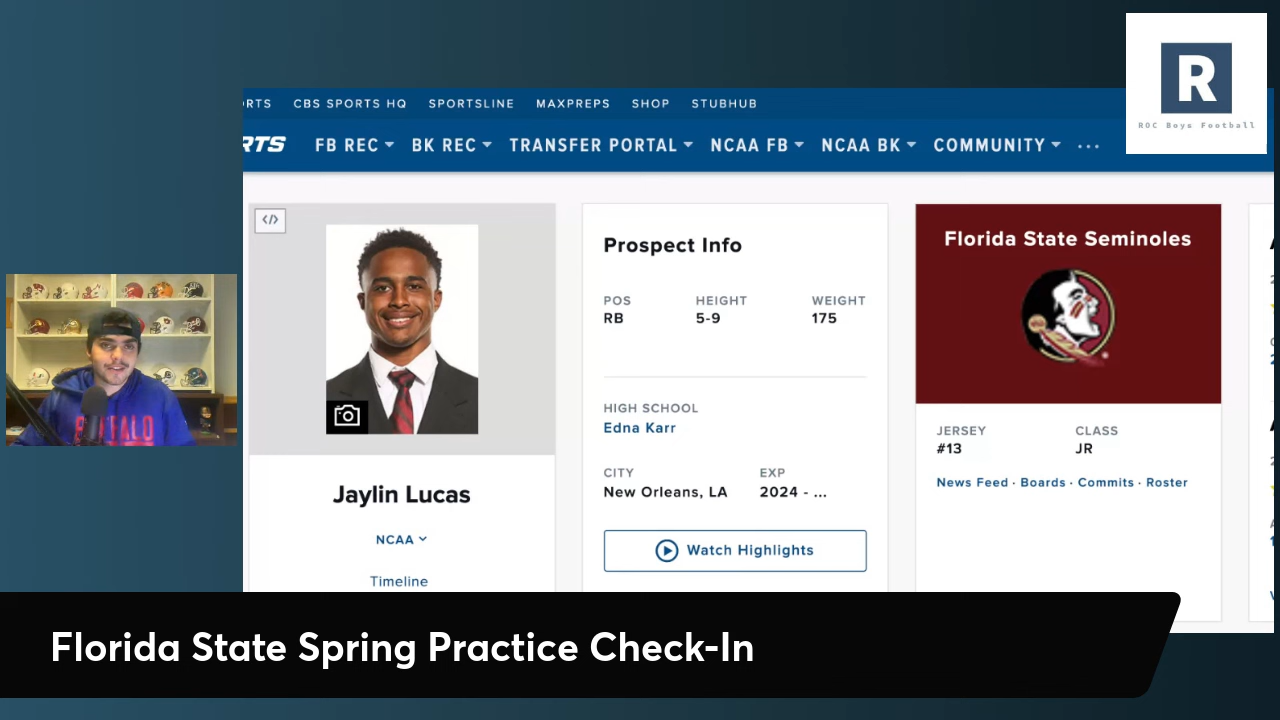 RTS CBS SPORTS HQ SPORTSLINE MAXPREPS SHOP STUBHUB
RTS FB REC BK REC TRANSFER PORTAL NCAA FB NCAA BK COMMUNITY ...
R
ROC Boys Football
</>
Jaylin Lucas
NCAA
Timeline
Prospect Info
POS HEIGHT WEIGHT
RB 5-9 175
HIGH SCHOOL
Edna Karr
CITY EXP
New Orleans, LA 2024 - ...
Watch Highlights
Florida State Seminoles
JERSEY CLASS
#13 JR
News Feed · Boards · Commits · Roster
BUFFALO
Florida State Spring Practice Check-In